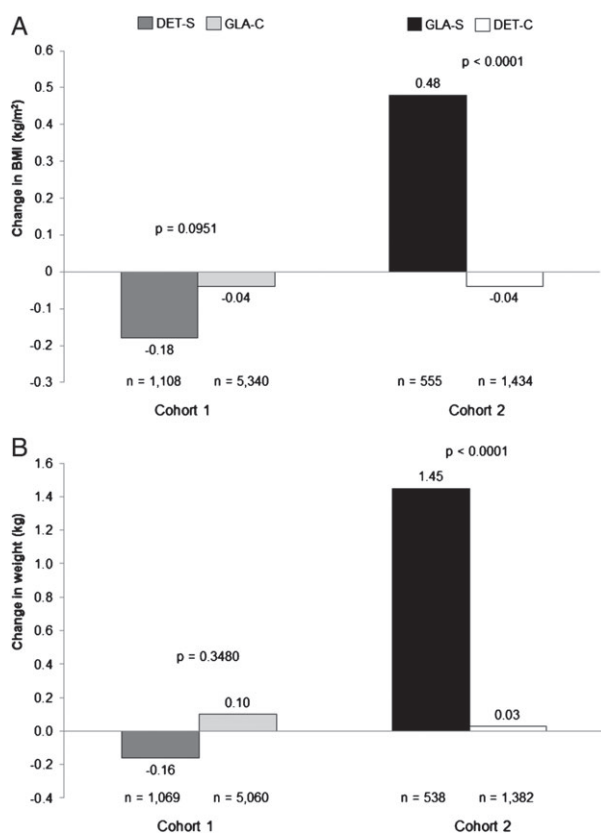 A
DET-S GLA-C GLA-S DET-C
Change in BMI (kg/m²)
0.6
0.5
0.4
0.3
0.2
0.1
0
-0.1
-0.2
-0.3
p < 0.0001
0.48
p = 0.0951
-0.04 -0.04
-0.18
n = 1,108 n = 5,340 n = 555 n = 1,434
Cohort 1 Cohort 2
B
Change in weight (kg)
1.6
1.4
1.2
1.0
0.8
0.6
0.4
0.2
0.0
-0.2
-0.4
p < 0.0001
1.45
p = 0.3480
0.10 0.03
-0.16
n = 1,069 n = 5,060 n = 538 n = 1,382
Cohort 1 Cohort 2